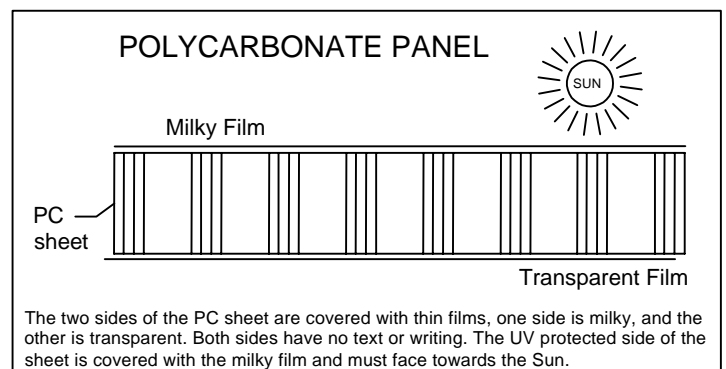 POLYCARBONATE PANEL
SUN
Milky Film
PC
sheet
Transparent Film
The two sides of the PC sheet are covered with thin films, one side is milky, and the
other is transparent. Both sides have no text or writing. The UV protected side of the
sheet is covered with the milky film and must face towards the Sun.